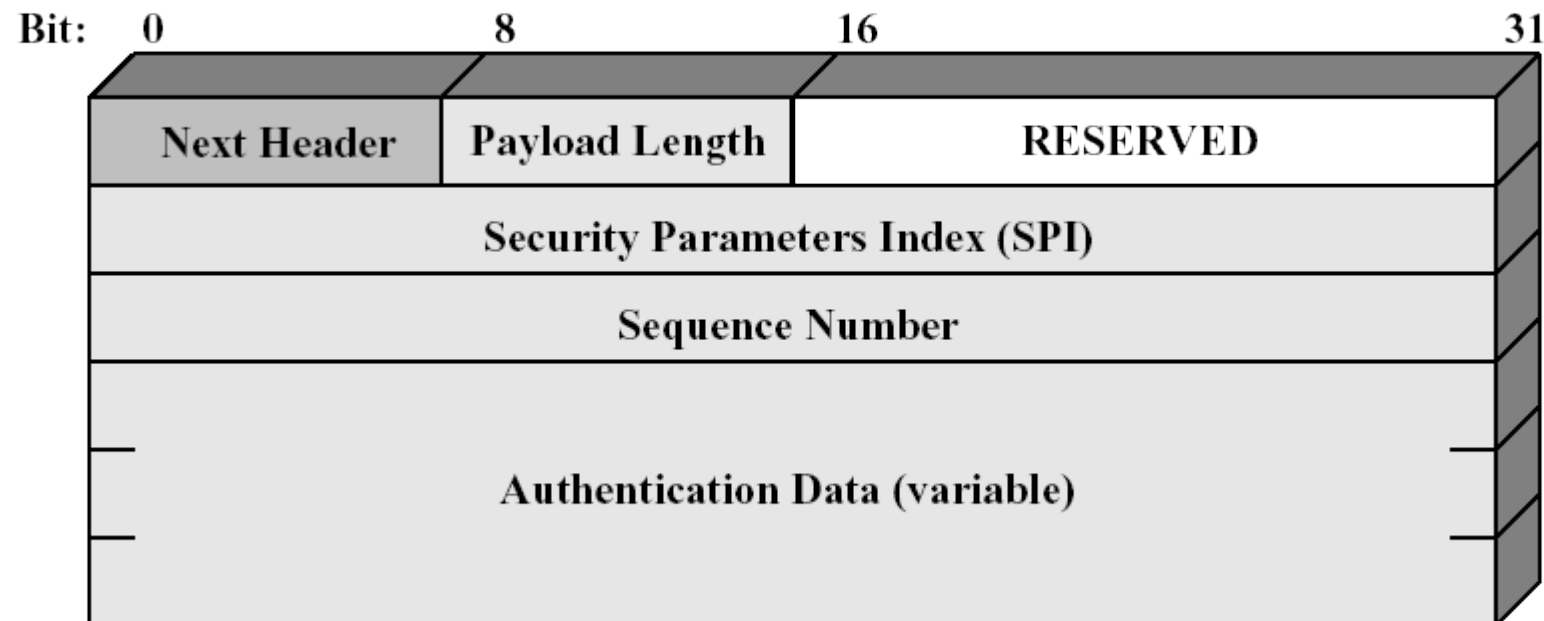 Bit: 0 8 16 31
Next Header Payload Length RESERVED
Security Parameters Index (SPI)
Sequence Number
Authentication Data (variable)